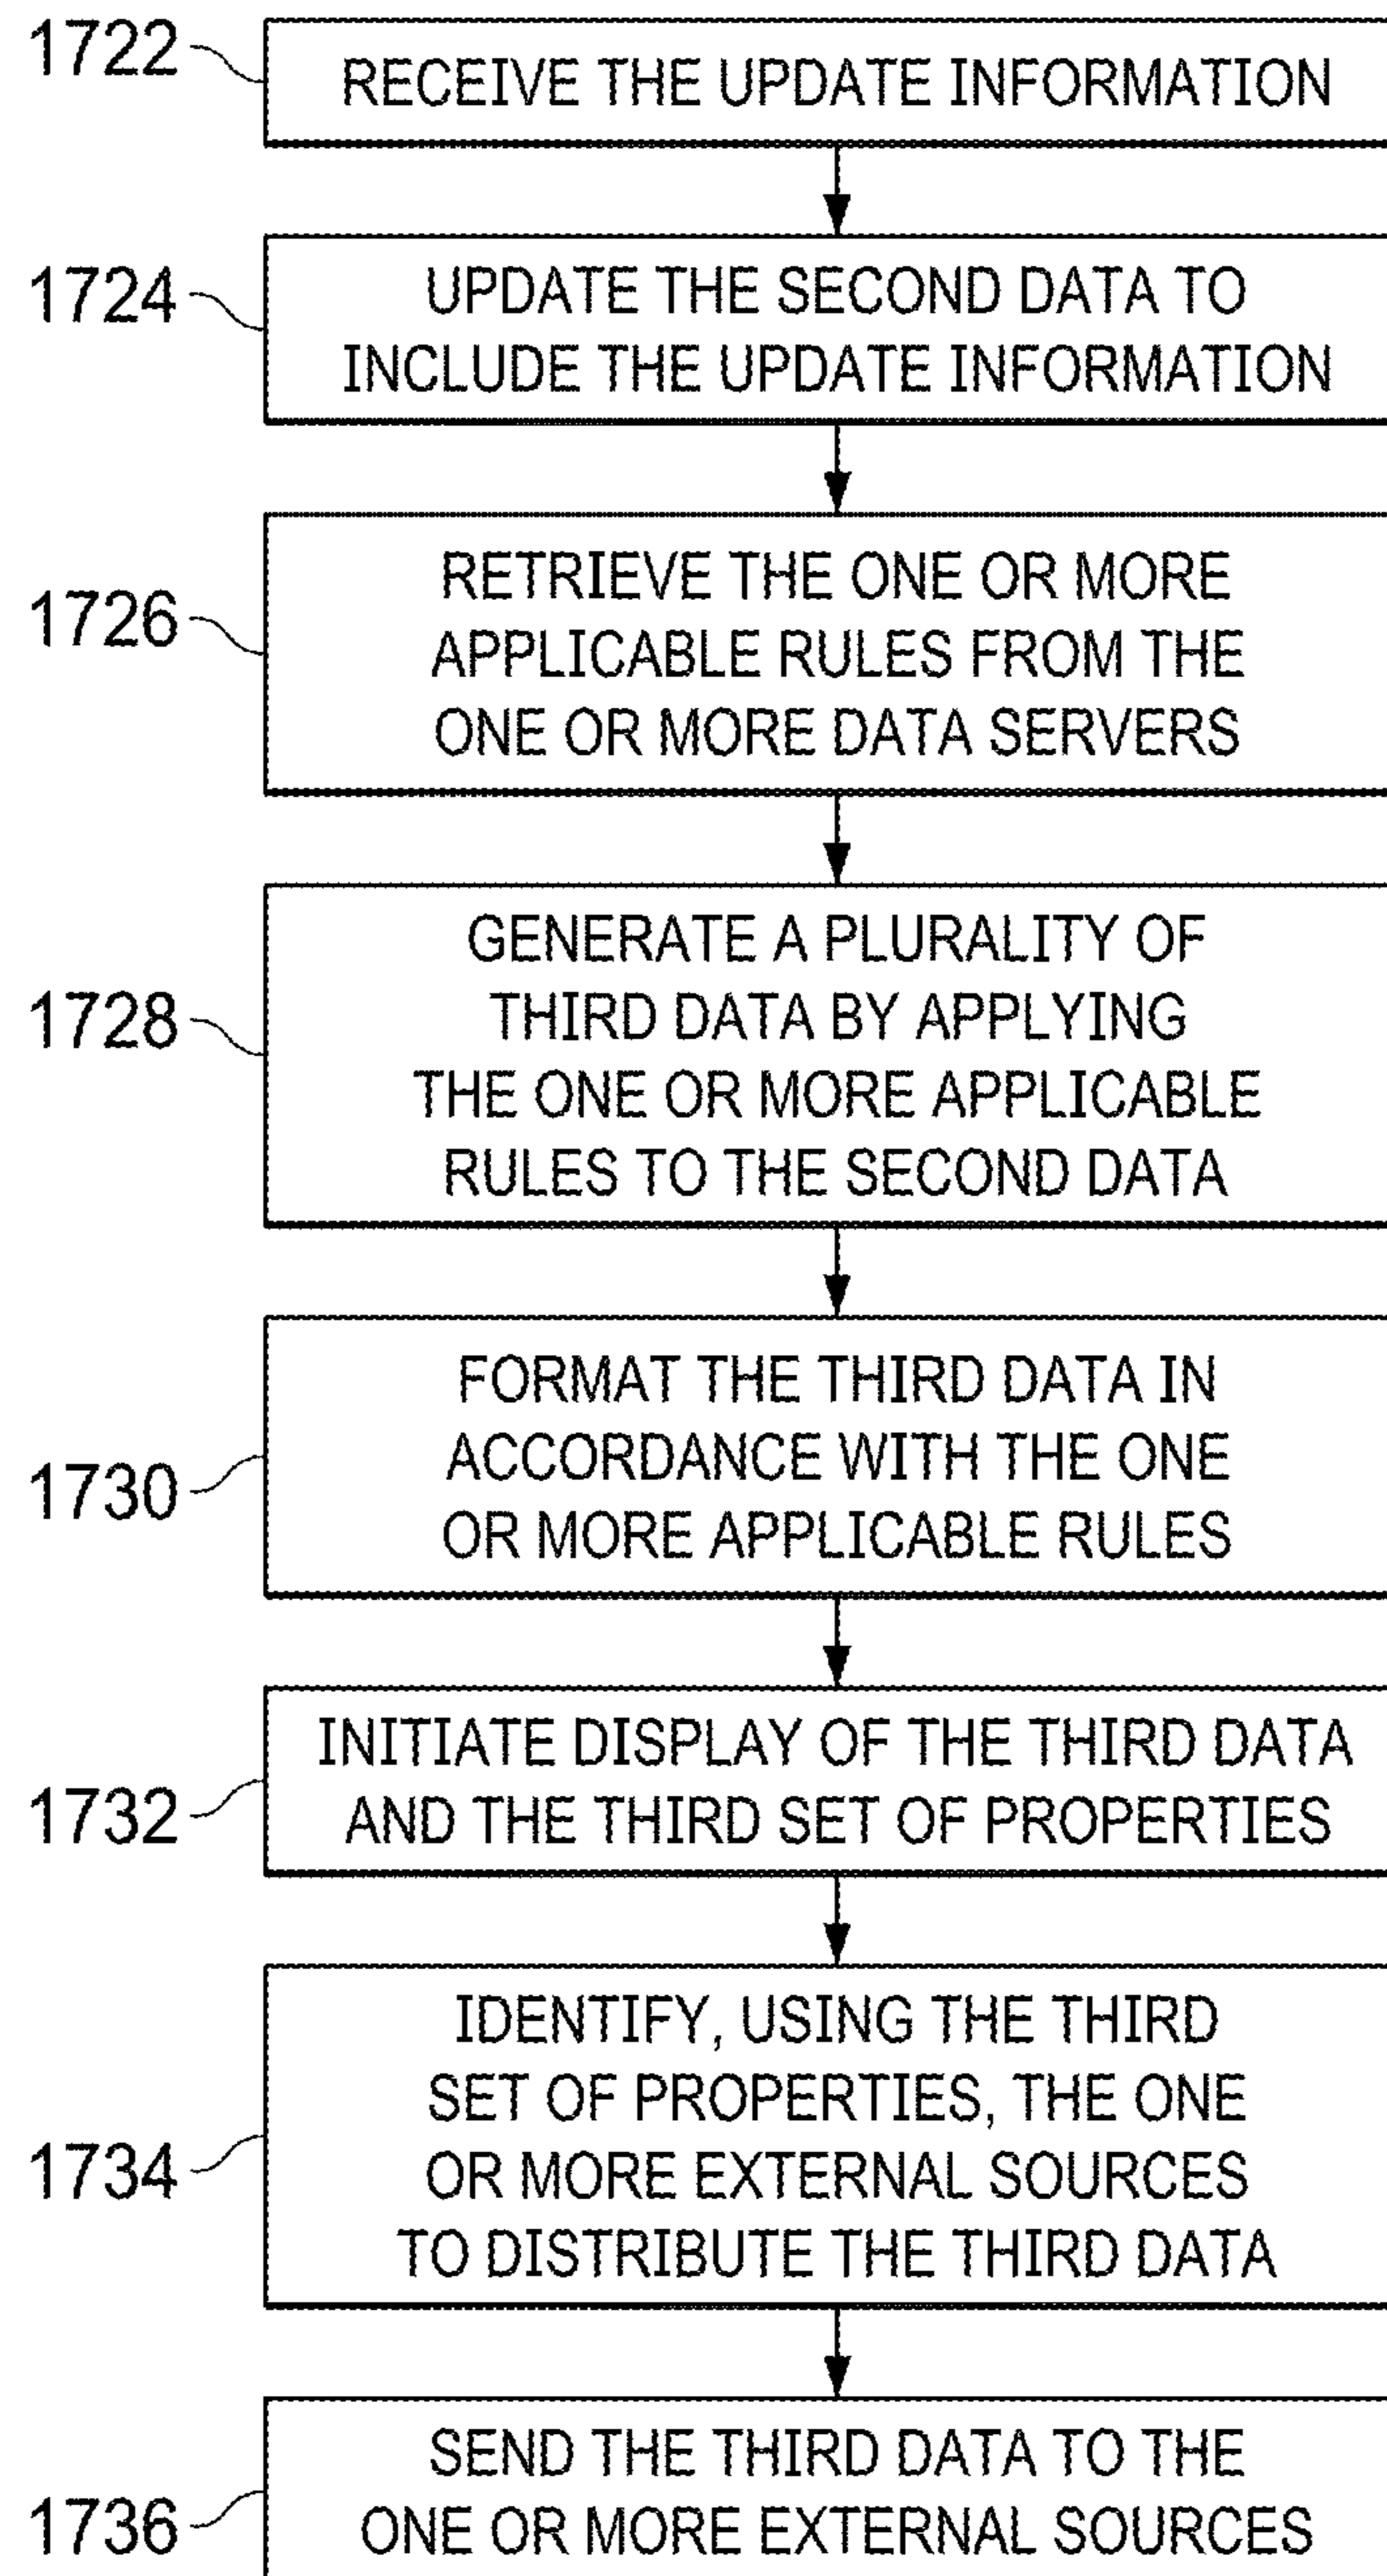 1722
RECEIVE THE UPDATE INFORMATION
1724
UPDATE THE SECOND DATA TO
INCLUDE THE UPDATE INFORMATION
1726
RETRIEVE THE ONE OR MORE
APPLICABLE RULES FROM THE
ONE OR MORE DATA SERVERS
1728
GENERATE A PLURALITY OF
THIRD DATA BY APPLYING
THE ONE OR MORE APPLICABLE
RULES TO THE SECOND DATA
1730
FORMAT THE THIRD DATA IN
ACCORDANCE WITH THE ONE
OR MORE APPLICABLE RULES
1732
INITIATE DISPLAY OF THE THIRD DATA
AND THE THIRD SET OF PROPERTIES
1734
IDENTIFY, USING THE THIRD
SET OF PROPERTIES, THE ONE
OR MORE EXTERNAL SOURCES
TO DISTRIBUTE THE THIRD DATA
1736
SEND THE THIRD DATA TO THE
ONE OR MORE EXTERNAL SOURCES